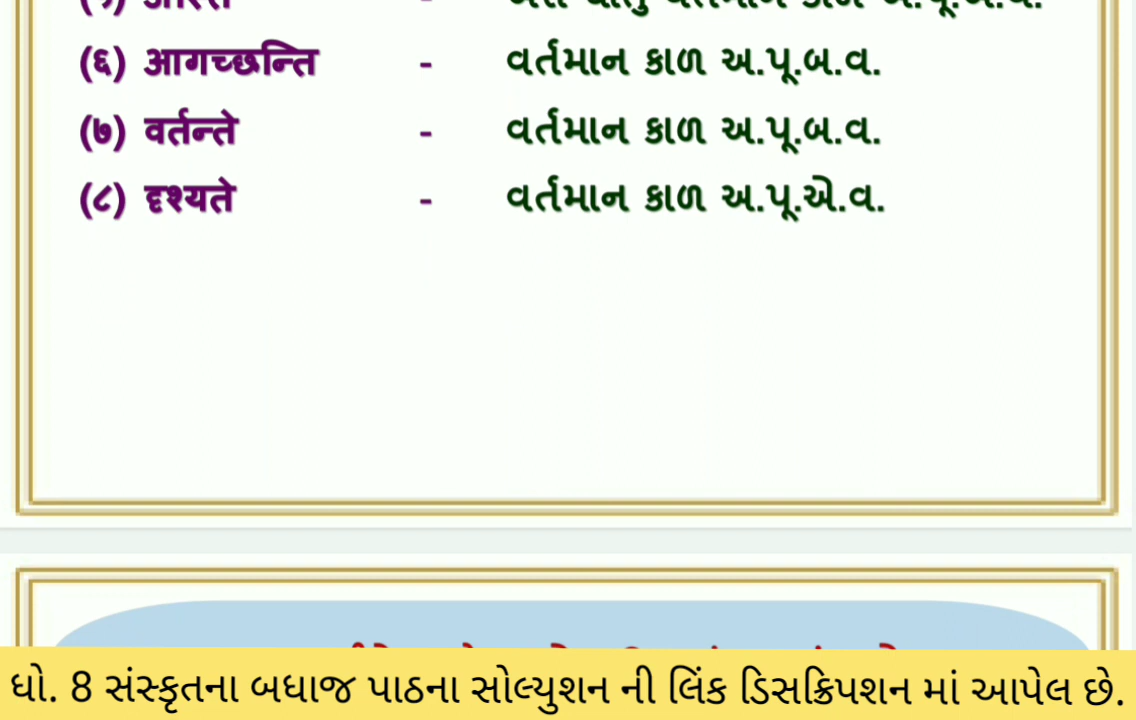 (६) आगच्छन्ति - વર્તમાન કાળ અ.પૂ.બ.વ.
(७) वर्तन्ते - વર્તમાન કાળ અ.પૂ.બ.વ.
(८) दृश्यते - વર્તમાન કાળ અ.પૂ.એ.વ.
ધો. 8 સંસ્કૃતના બધાજ પાઠના સોલ્યુશન ની લિંક ડિસક્રિપશન માં આપેલ છે.